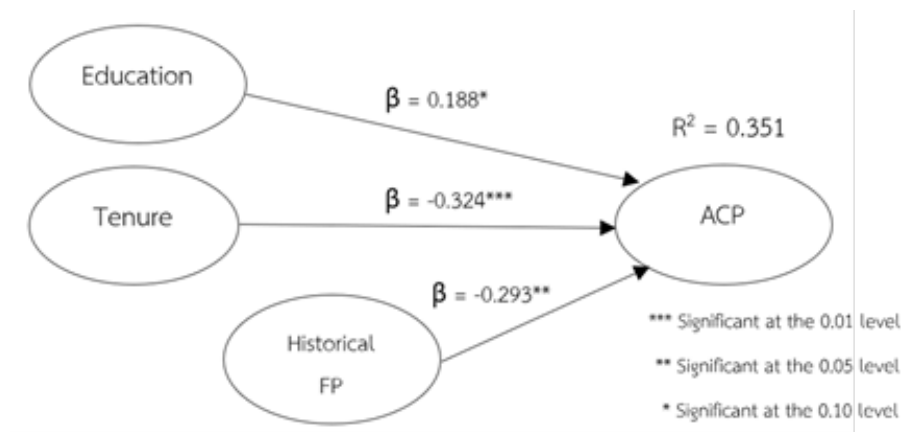 Education
β = 0.188*
R² = 0.351
Tenure
β = -0.324***
ACP
β = -0.293**
Historical
FP
*** Significant at the 0.01 level
** Significant at the 0.05 level
* Significant at the 0.10 level